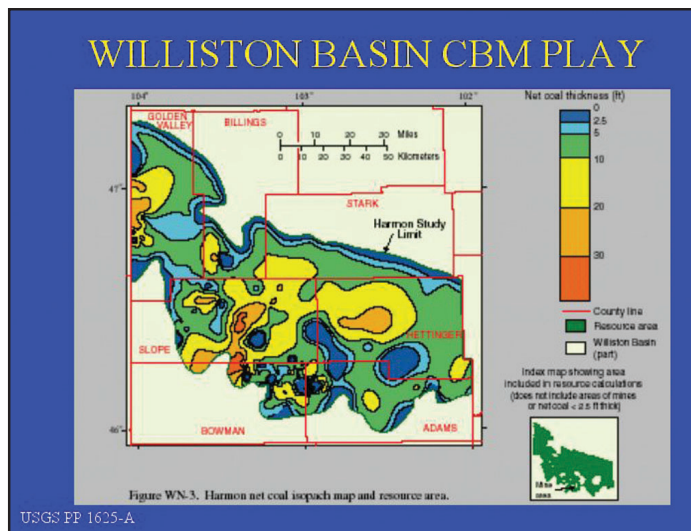 WILLISTON BASIN CBM PLAY
104°
103°
102°
Net coal thickness (ft)
0
2.5
5
10
20
30
GOLDEN
VALLEY
BILLINGS
0 10 20 30 Miles
0 10 20 30 40 50 Kilometers
47°
STARK
Harmon Study
Limit
HETTINGER
SLOPE
BOWMAN
ADAMS
46°
County line
Resource area
Williston Basin
(part)
Index map showing area
included in resource calculations
(does not include areas of mines
or net coal < 2.5 ft thick)
Mine
area
Figure WN-3. Harmon net coal isopach map and resource area.
USGS PP 1625-A